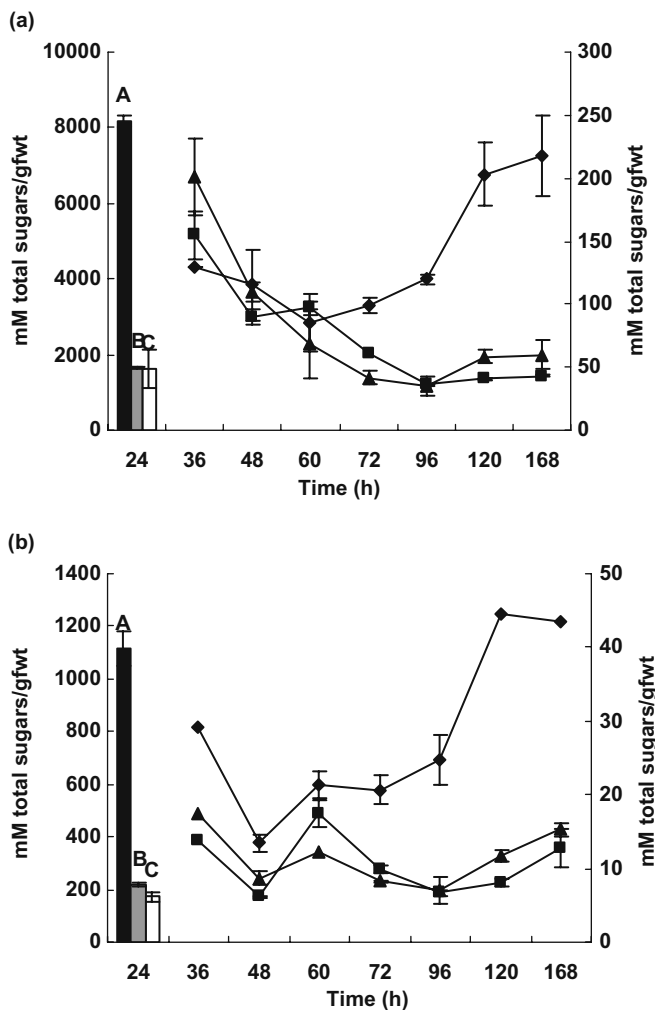 (a)
mM total sugars/gfwt
10000
8000
6000
4000
2000
0
A
B
C
300
250
200
150
100
50
0
mM total sugars/gfwt
24 36 48 60 72 96 120 168
Time (h)
(b)
mM total sugars/gfwt
1400
1200
1000
800
600
400
200
0
A
B
C
50
40
30
20
10
0
mM total sugars/gfwt
24 36 48 60 72 96 120 168
Time (h)